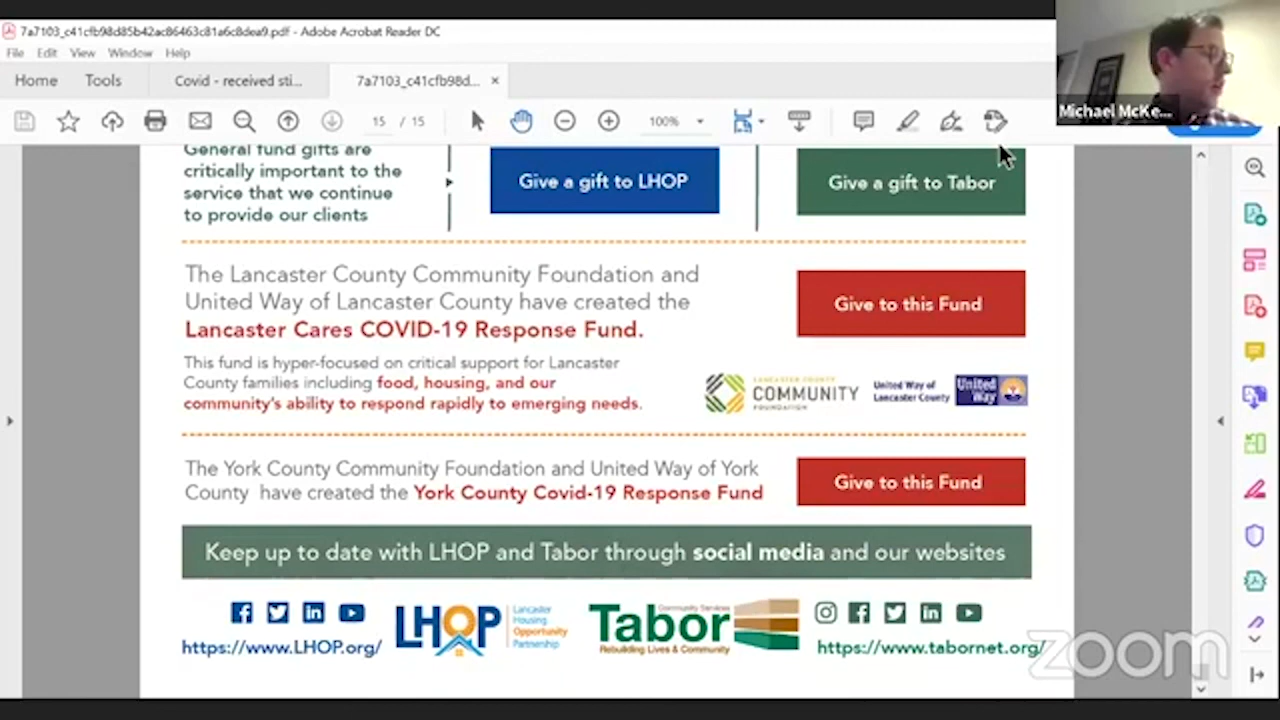 7a7103_c41cfb98d85b42ac86463c81a6c8dea9.pdf - Adobe Acrobat Reader DC
File Edit View Window Help
Home Tools Covid - received sti... 7a7103_c41cfb98d... ×
15 / 15 100%
Michael McKe...
General fund gifts are
critically important to the
service that we continue
to provide our clients
Give a gift to LHOP
Give a gift to Tabor
The Lancaster County Community Foundation and
United Way of Lancaster County have created the
Lancaster Cares COVID-19 Response Fund.
Give to this Fund
This fund is hyper-focused on critical support for Lancaster
County families including food, housing, and our
community's ability to respond rapidly to emerging needs.
LANCASTER COUNTY
COMMUNITY
FOUNDATION
United Way of
Lancaster County
United
Way
The York County Community Foundation and United Way of York
County have created the York County Covid-19 Response Fund
Give to this Fund
Keep up to date with LHOP and Tabor through social media and our websites
LHOP
Lancaster
Housing
Opportunity
Partnership
Community Services
Tabor
Rebuilding Lives & Community
https://www.LHOP.org/
https://www.tabornet.org/
zoom